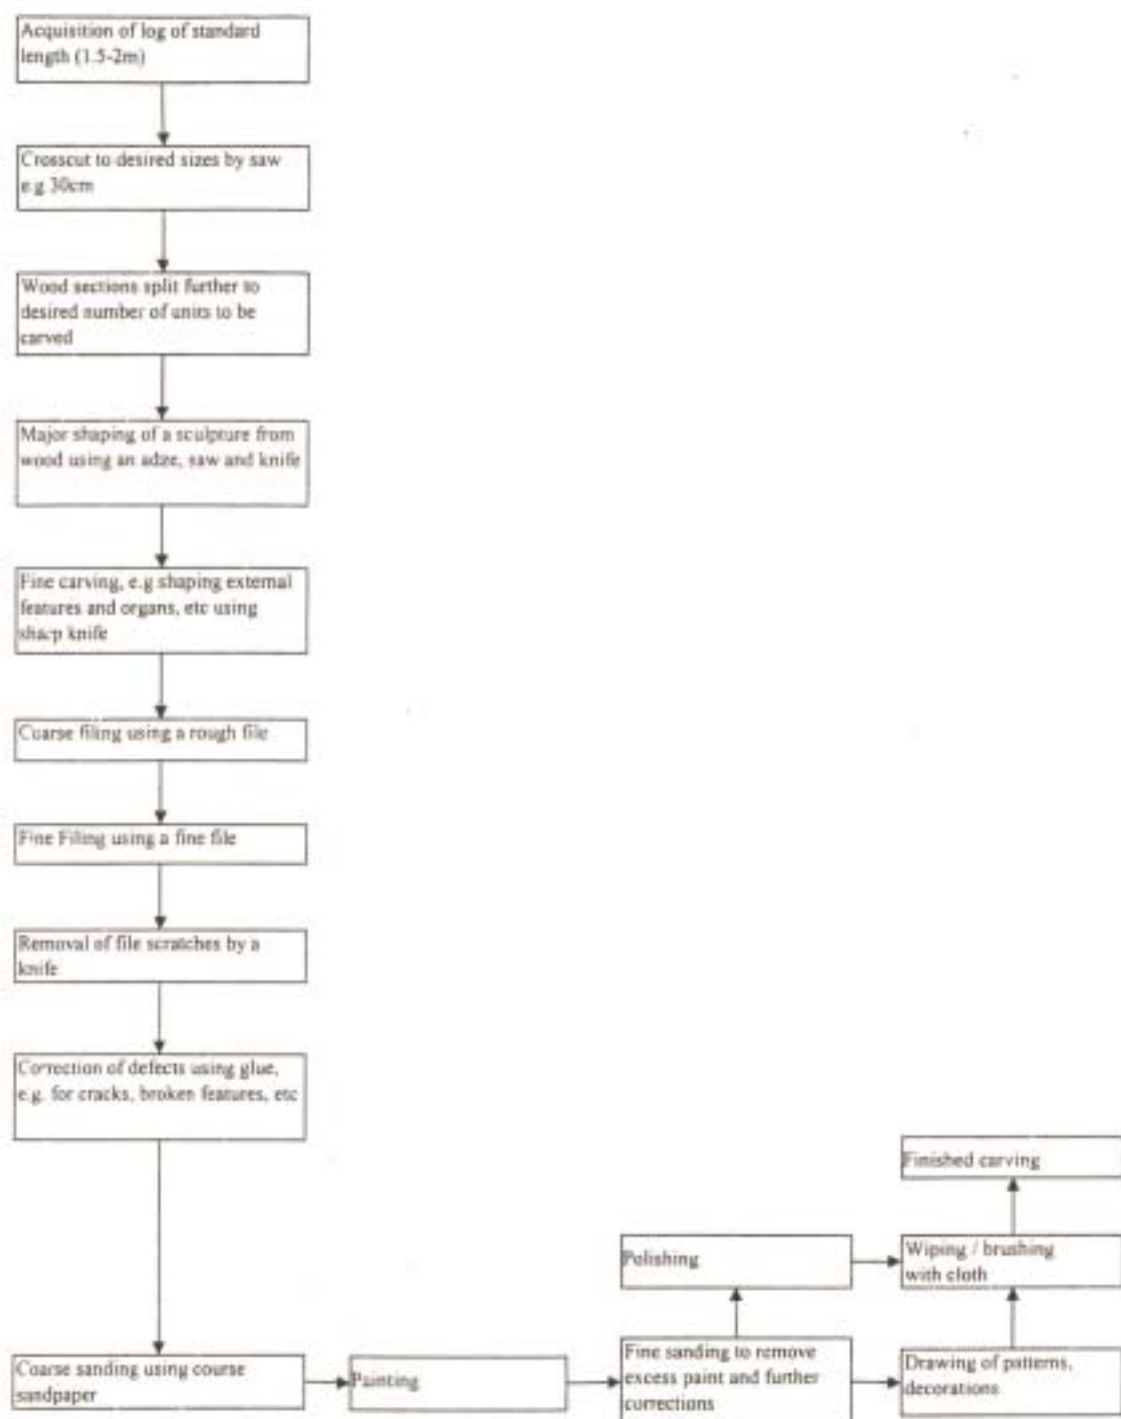 Acquisition of log of standard
length (1.5-2m)
Crosscut to desired sizes by saw
e.g 30cm
Wood sections split further to
desired number of units to be
carved
Major shaping of a sculpture from
wood using an adze, saw and knife
Fine carving, e.g shaping external
features and organs, etc using
sharp knife
Coarse filing using a rough file
Fine Filing using a fine file
Removal of file scratches by a
knife
Correction of defects using glue,
e.g. for cracks, broken features, etc
Coarse sanding using course
sandpaper
Painting
Fine sanding to remove
excess paint and further
corrections
Polishing
Drawing of patterns,
decorations
Wiping / brushing
with cloth
Finished carving